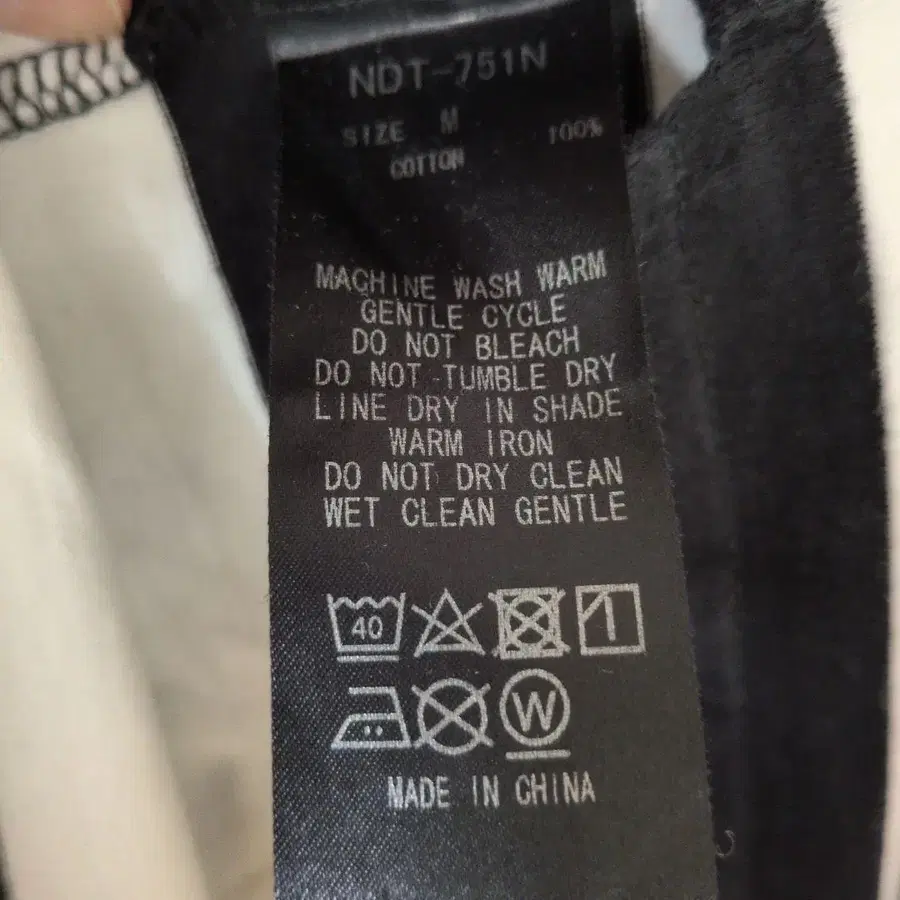 NDT-751N
SIZE M 100%
COTTON
MACHINE WASH WARM
GENTLE CYCLE
DO NOT BLEACH
DO NOT TUMBLE DRY
LINE DRY IN SHADE
WARM IRON
DO NOT DRY CLEAN
WET CLEAN GENTLE
40
W
MADE IN CHINA